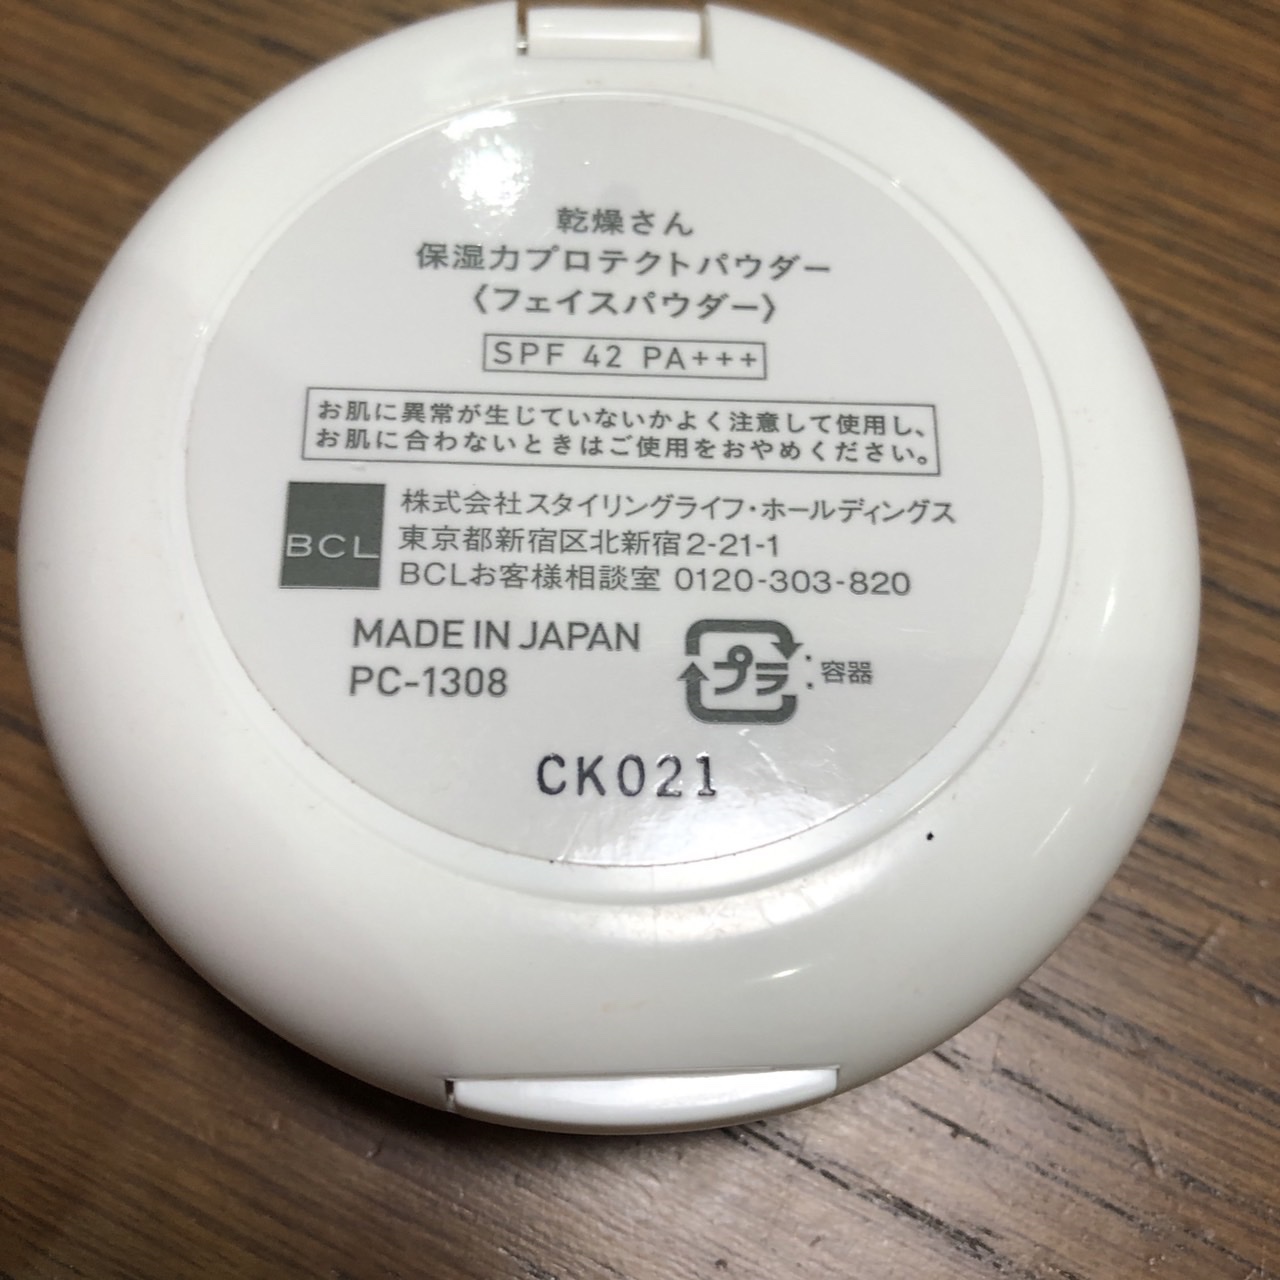 乾燥さん
保湿力プロテクトパウダー
〈フェイスパウダー〉
SPF 42 PA+++
お肌に異常が生じていないかよく注意して使用し、
お肌に合わないときはご使用をおやめください。
BCL
株式会社スタイリングライフ・ホールディングス
東京都新宿区北新宿2-21-1
BCLお客様相談室 0120-303-820
MADE IN JAPAN
PC-1308
プラ:容器
CK021